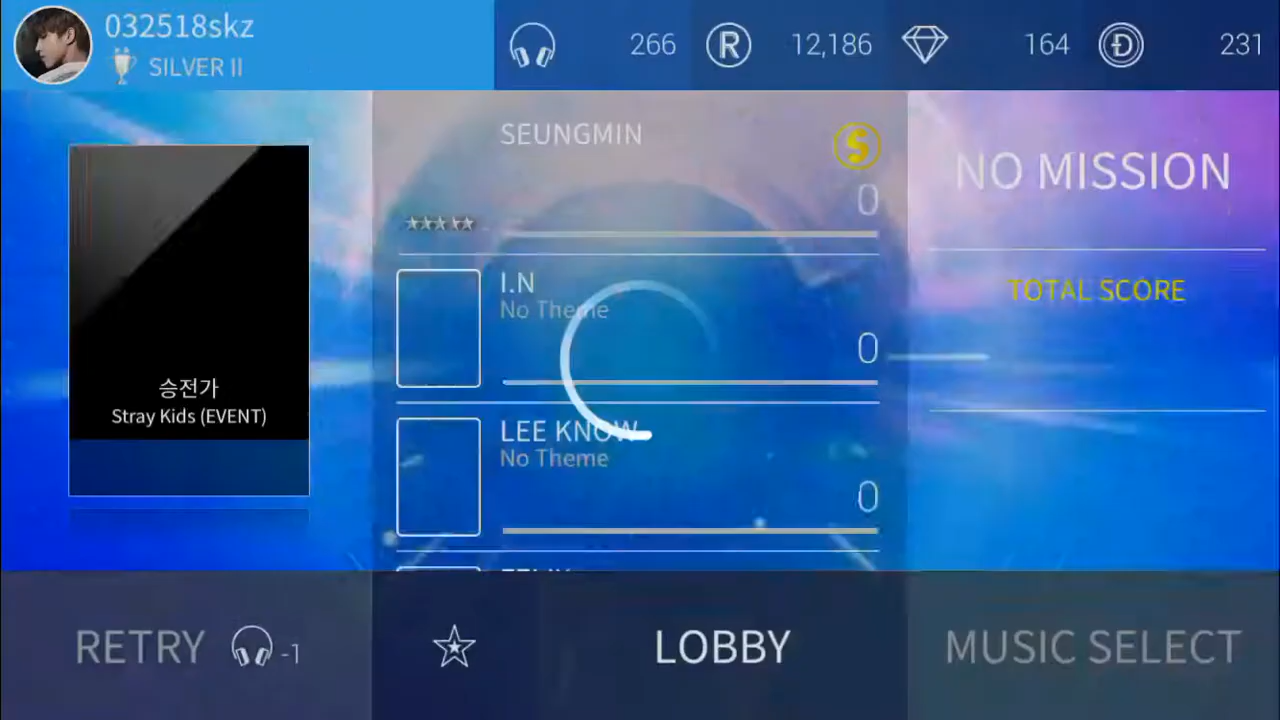 032518skz
SILVER II
266
R
12,186
164
Đ
231
승전가
Stray Kids (EVENT)
SEUNGMIN
S
0
I.N
No Theme
0
LEE KNOW
No Theme
0
NO MISSION
TOTAL SCORE
RETRY -1
LOBBY
MUSIC SELECT